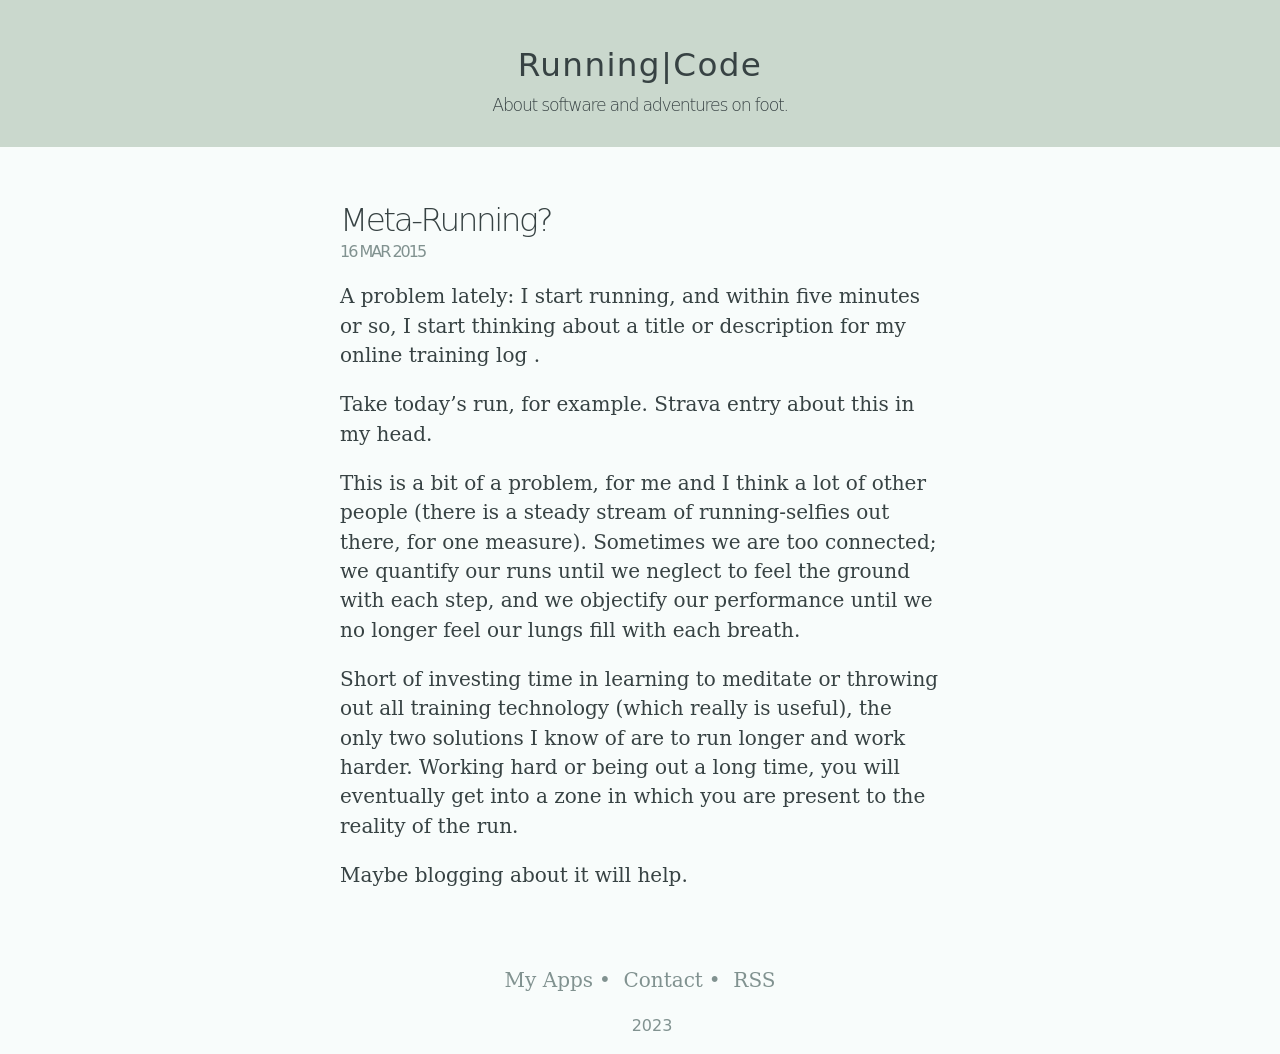 Running|Code
About software and adventures on foot.
Meta-Running?
16 MAR 2015
A problem lately: I start running, and within five minutes
or so, I start thinking about a title or description for my
online training log .
Take today’s run, for example. Strava entry about this in
my head.
This is a bit of a problem, for me and I think a lot of other
people (there is a steady stream of running-selfies out
there, for one measure). Sometimes we are too connected;
we quantify our runs until we neglect to feel the ground
with each step, and we objectify our performance until we
no longer feel our lungs fill with each breath.
Short of investing time in learning to meditate or throwing
out all training technology (which really is useful), the
only two solutions I know of are to run longer and work
harder. Working hard or being out a long time, you will
eventually get into a zone in which you are present to the
reality of the run.
Maybe blogging about it will help.
My Apps • Contact • RSS
2023